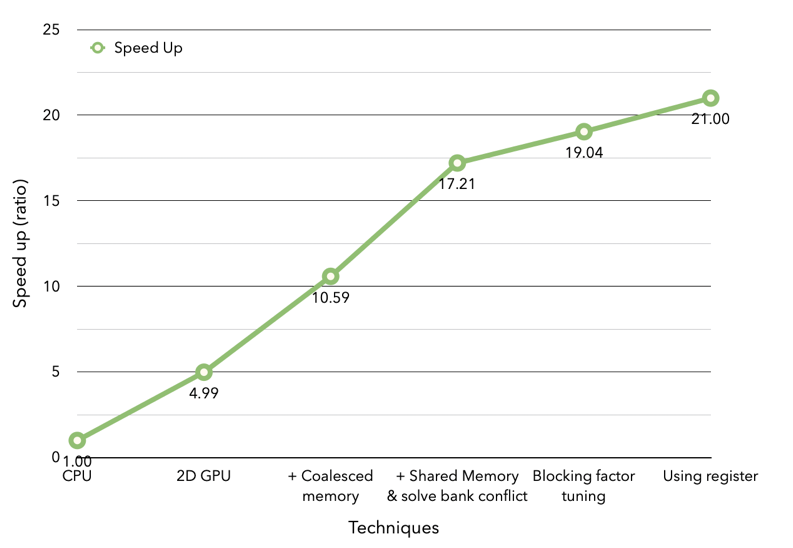 25
Speed Up
20
21.00
19.04
17.21
15
Speed up (ratio)
10
10.59
5
4.99
0
1.00
CPU
2D GPU
+ Coalesced
memory
+ Shared Memory
& solve bank conflict
Blocking factor
tuning
Using register
Techniques